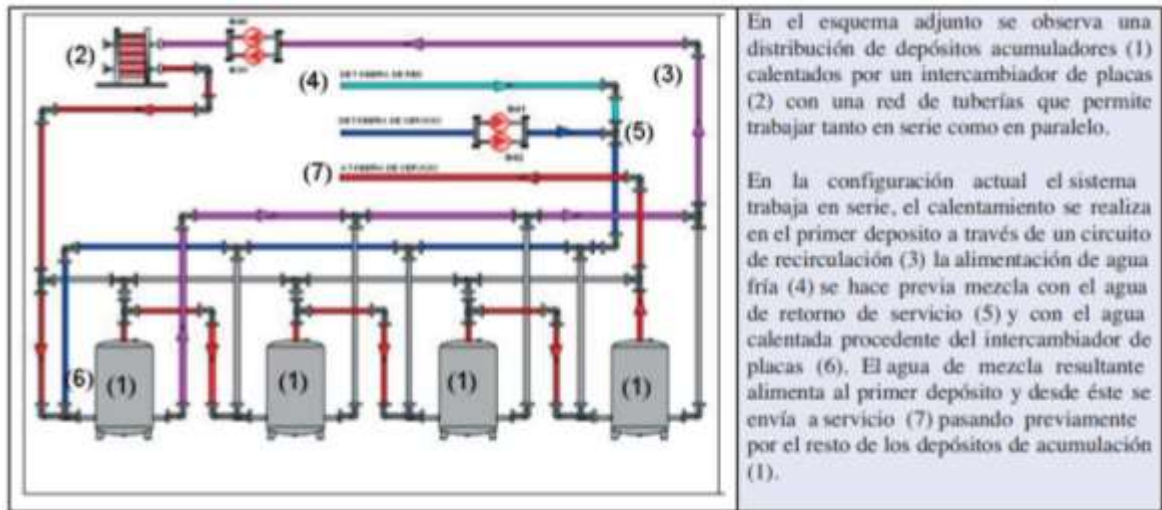 (2)
(3)
(4)
(5)
(7)
(6)
(1)
(1)
(1)
(1)
En el esquema adjunto se observa una
distribución de depósitos acumuladores (1)
calentados por un intercambiador de placas
(2) con una red de tuberías que permite
trabajar tanto en serie como en paralelo.
En la configuración actual el sistema
trabaja en serie, el calentamiento se realiza
en el primer deposito a través de un circuito
de recirculación (3) la alimentación de agua
fría (4) se hace previa mezcla con el agua
de retorno de servicio (5) y con el agua
calentada procedente del intercambiador de
placas (6). El agua de mezcla resultante
alimenta al primer depósito y desde éste se
envía a servicio (7) pasando previamente
por el resto de los depósitos de acumulación
(1).